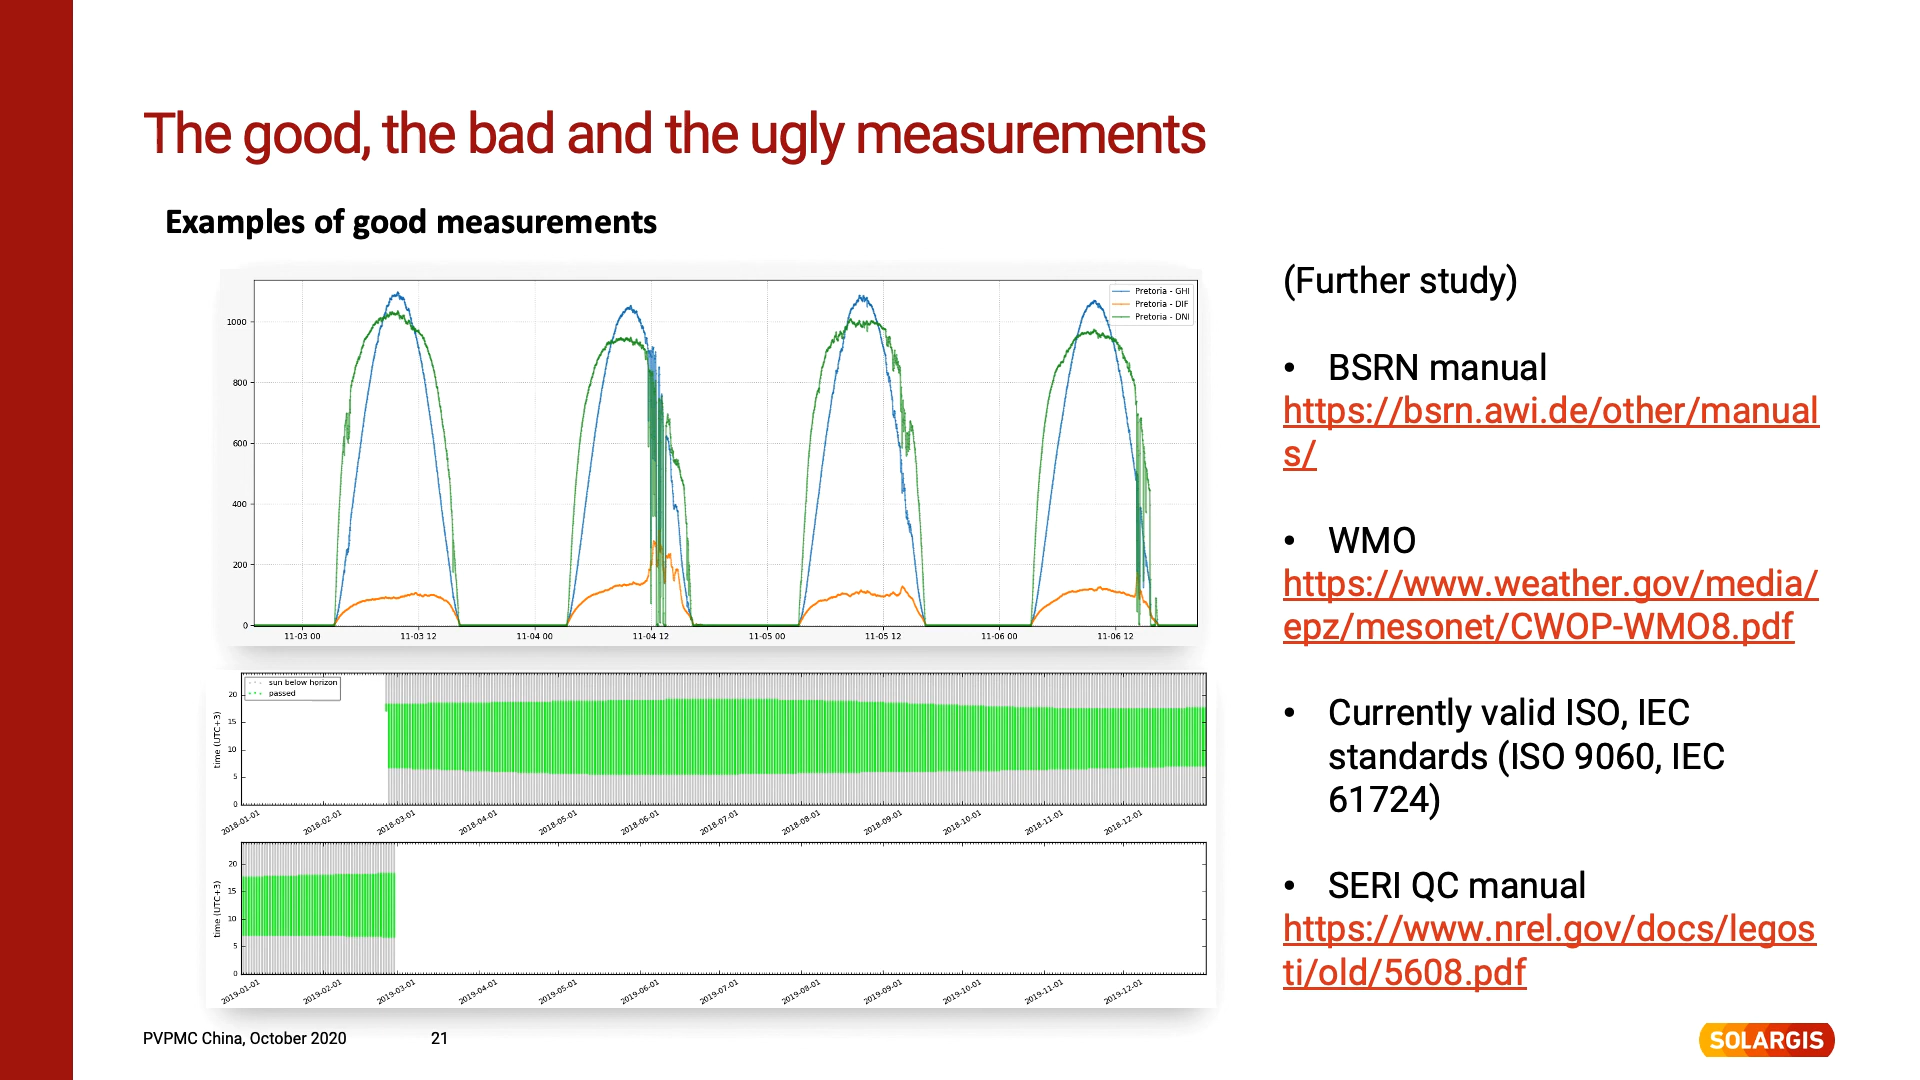 The good, the bad and the ugly measurements
Examples of good measurements
Pretoria - GHI
Pretoria - DIF
Pretoria - DNI
1000
800
600
400
200
0
11-03 00
11-03 12
11-04 00
11-04 12
11-05 00
11-05 12
11-06 00
11-06 12
sun below horizon
passed
time (UTC+3)
20
15
10
5
0
2018-01-01
2018-02-01
2018-03-01
2018-04-01
2018-05-01
2018-06-01
2018-07-01
2018-08-01
2018-09-01
2018-10-01
2018-11-01
2018-12-01
time (UTC+3)
20
15
10
5
0
2019-01-01
2019-02-01
2019-03-01
2019-04-01
2019-05-01
2019-06-01
2019-07-01
2019-08-01
2019-09-01
2019-10-01
2019-11-01
2019-12-01
(Further study)
• BSRN manual
https://bsrn.awi.de/other/manual
s/
• WMO
https://www.weather.gov/media/
epz/mesonet/CWOP-WMO8.pdf
• Currently valid ISO, IEC
standards (ISO 9060, IEC
61724)
• SERI QC manual
https://www.nrel.gov/docs/legos
ti/old/5608.pdf
PVPMC China, October 2020
21
SOLARGIS